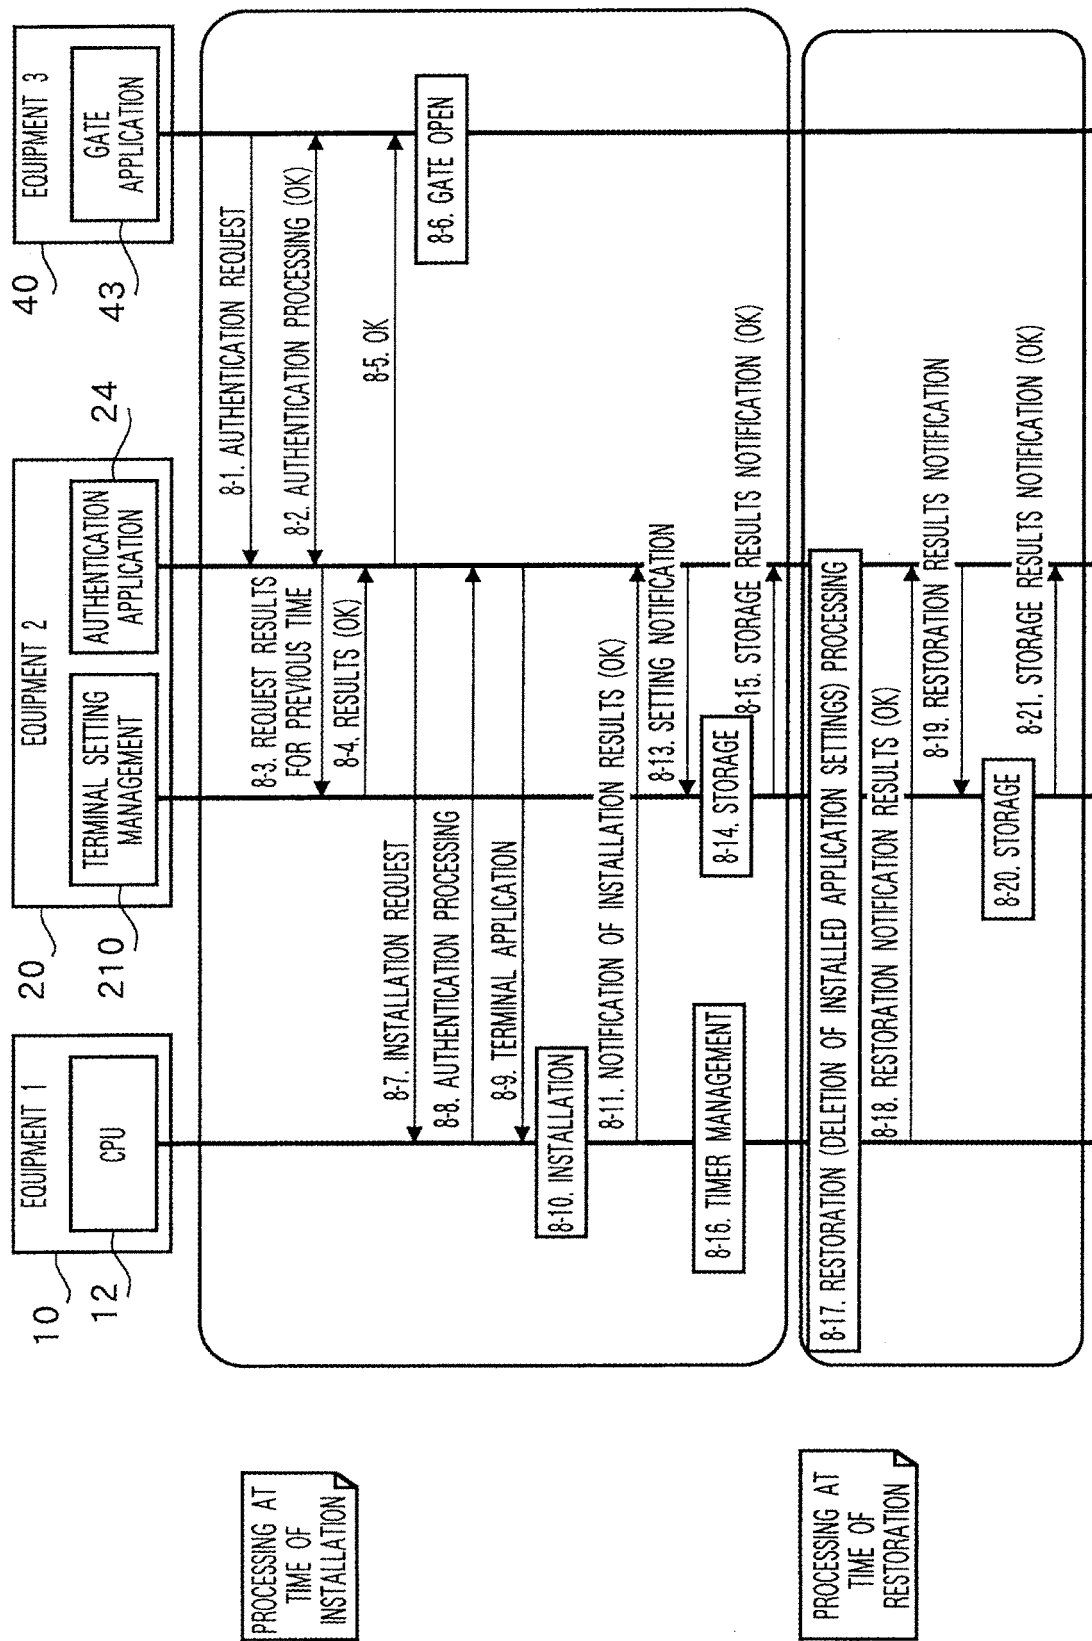 EQUIPMENT 1
CPU
10
12
EQUIPMENT 2
TERMINAL SETTING
MANAGEMENT
AUTHENTICATION
APPLICATION
20
210
24
EQUIPMENT 3
GATE
APPLICATION
40
43
PROCESSING AT
TIME OF
INSTALLATION
8-1. AUTHENTICATION REQUEST
8-2. AUTHENTICATION PROCESSING (OK)
8-3. REQUEST RESULTS
FOR PREVIOUS TIME
8-4. RESULTS (OK)
8-5. OK
8-6. GATE OPEN
8-7. INSTALLATION REQUEST
8-8. AUTHENTICATION PROCESSING
8-9. TERMINAL APPLICATION
8-10. INSTALLATION
8-11. NOTIFICATION OF INSTALLATION RESULTS (OK)
8-13. SETTING NOTIFICATION
8-14. STORAGE
8-15. STORAGE RESULTS NOTIFICATION (OK)
8-16. TIMER MANAGEMENT
PROCESSING AT
TIME OF
RESTORATION
8-17. RESTORATION (DELETION OF INSTALLED APPLICATION SETTINGS) PROCESSING
8-18. RESTORATION NOTIFICATION RESULTS (OK)
8-19. RESTORATION RESULTS NOTIFICATION
8-20. STORAGE
8-21. STORAGE RESULTS NOTIFICATION (OK)